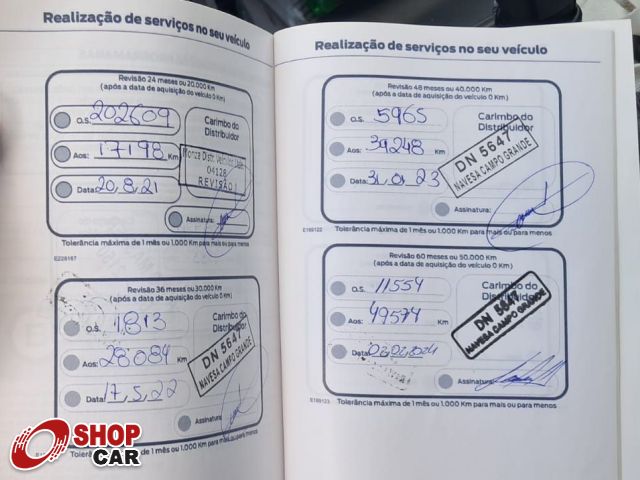 Realização de serviços no seu veículo
Revisão 24 meses ou 20.000 Km
(após a data de aquisição do veículo 0 Km)
O.S. 202609
Carimbo do
Distribuidor
Aos: 17198 Km
04128
REVISÃO
Data: 20.8.21
Assinatura:
Tolerância máxima de 1 mês ou 1.000 Km para mais ou para menos
E228167
Revisão 36 meses ou 30.000 Km
(após a data de aquisição do veículo 0 Km)
O.S. 1813
Carimbo do
Distribuidor
Aos: 28084 Km
DN 5647
NAVESA CAMPO GRANDE
Data: 17.5.22
Assinatura
de 1 mês ou 1.000 Km para mais ou para menos
SHOP
CAR
Realização de serviços no seu veículo
Revisão 48 meses ou 40.000 Km
(após a data de aquisição do veículo 0 Km)
O.S. 5965
Carimbo do
Distribuidor
Aos: 39248 Km
DN 5647
NAVESA CAMPO GRANDE
Data: 31.01.23
Assinatura:
E189122
Tolerância máxima de 1 mês ou 1.000 Km para mais ou para menos
Revisão 60 meses ou 50.000 Km
(após a data de aquisição do veículo 0 Km)
O.S. 11554
Carimbo do
Distribuidor
Aos: 49574 Km
DN 5647
NAVESA CAMPO GRANDE
Data:
Assinatura:
E189123
Tolerância máxima de 1 mês ou 1.000 Km para mais ou para menos